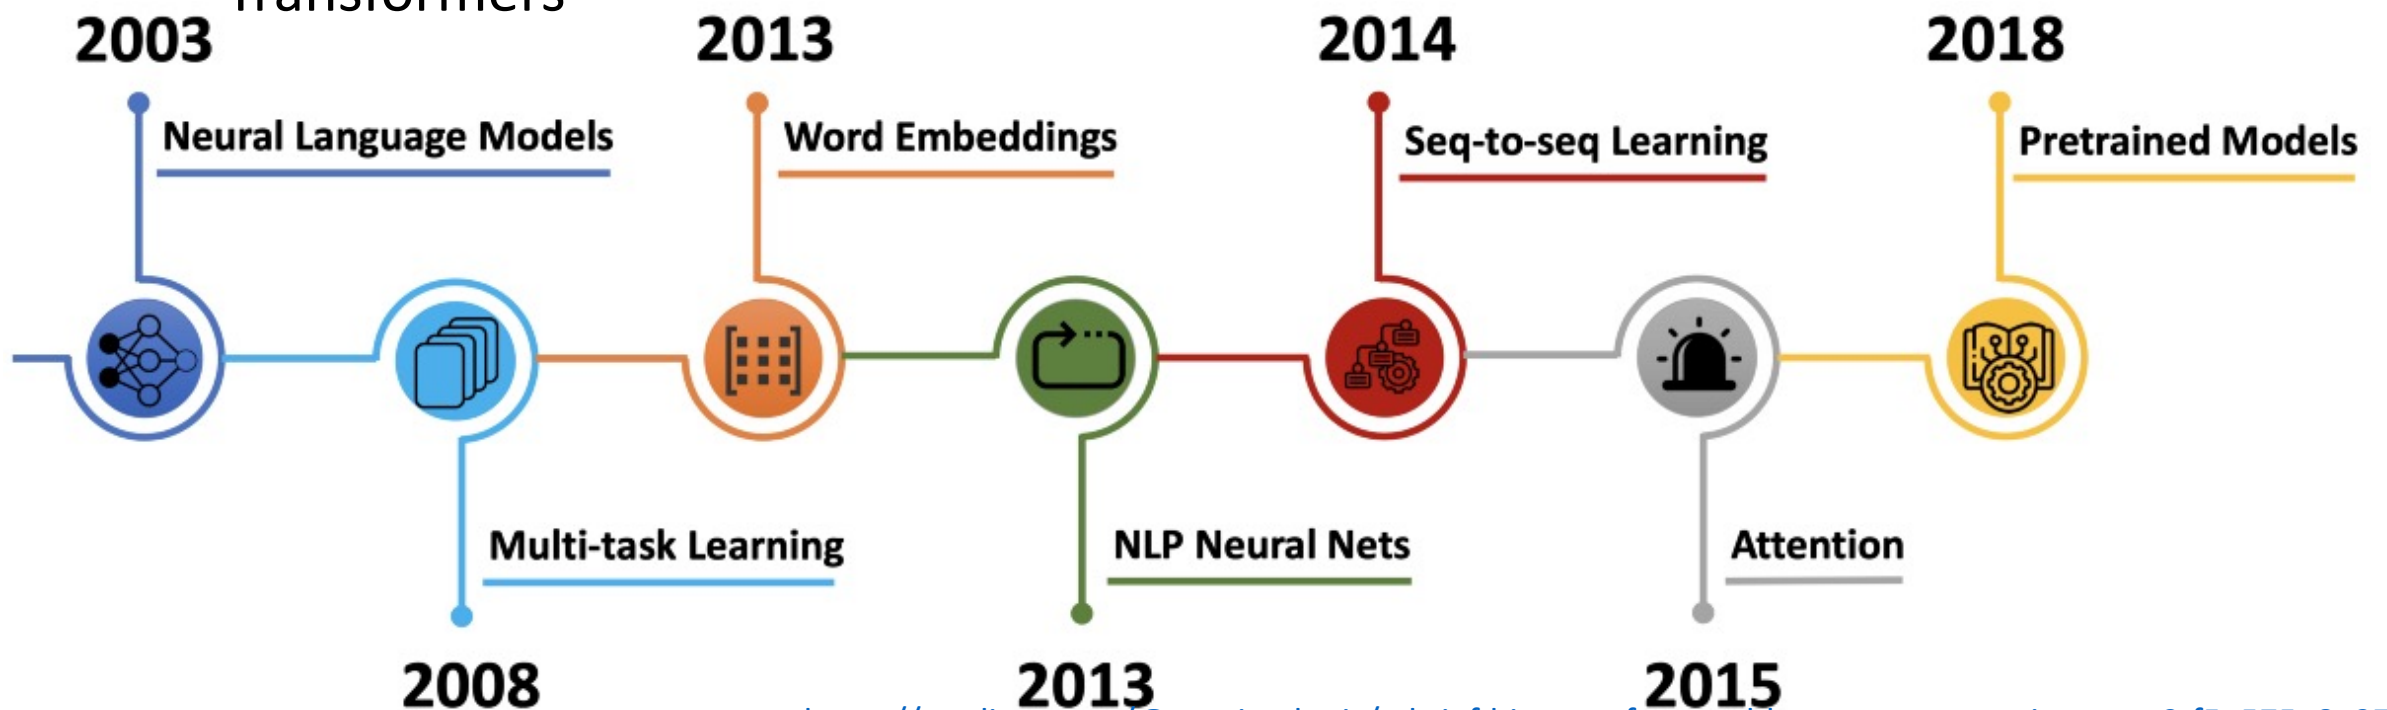 Transformers
2003
2013
2014
2018
Neural Language Models
Word Embeddings
Seq-to-seq Learning
Pretrained Models
Multi-task Learning
NLP Neural Nets
Attention
2008
2013
2015